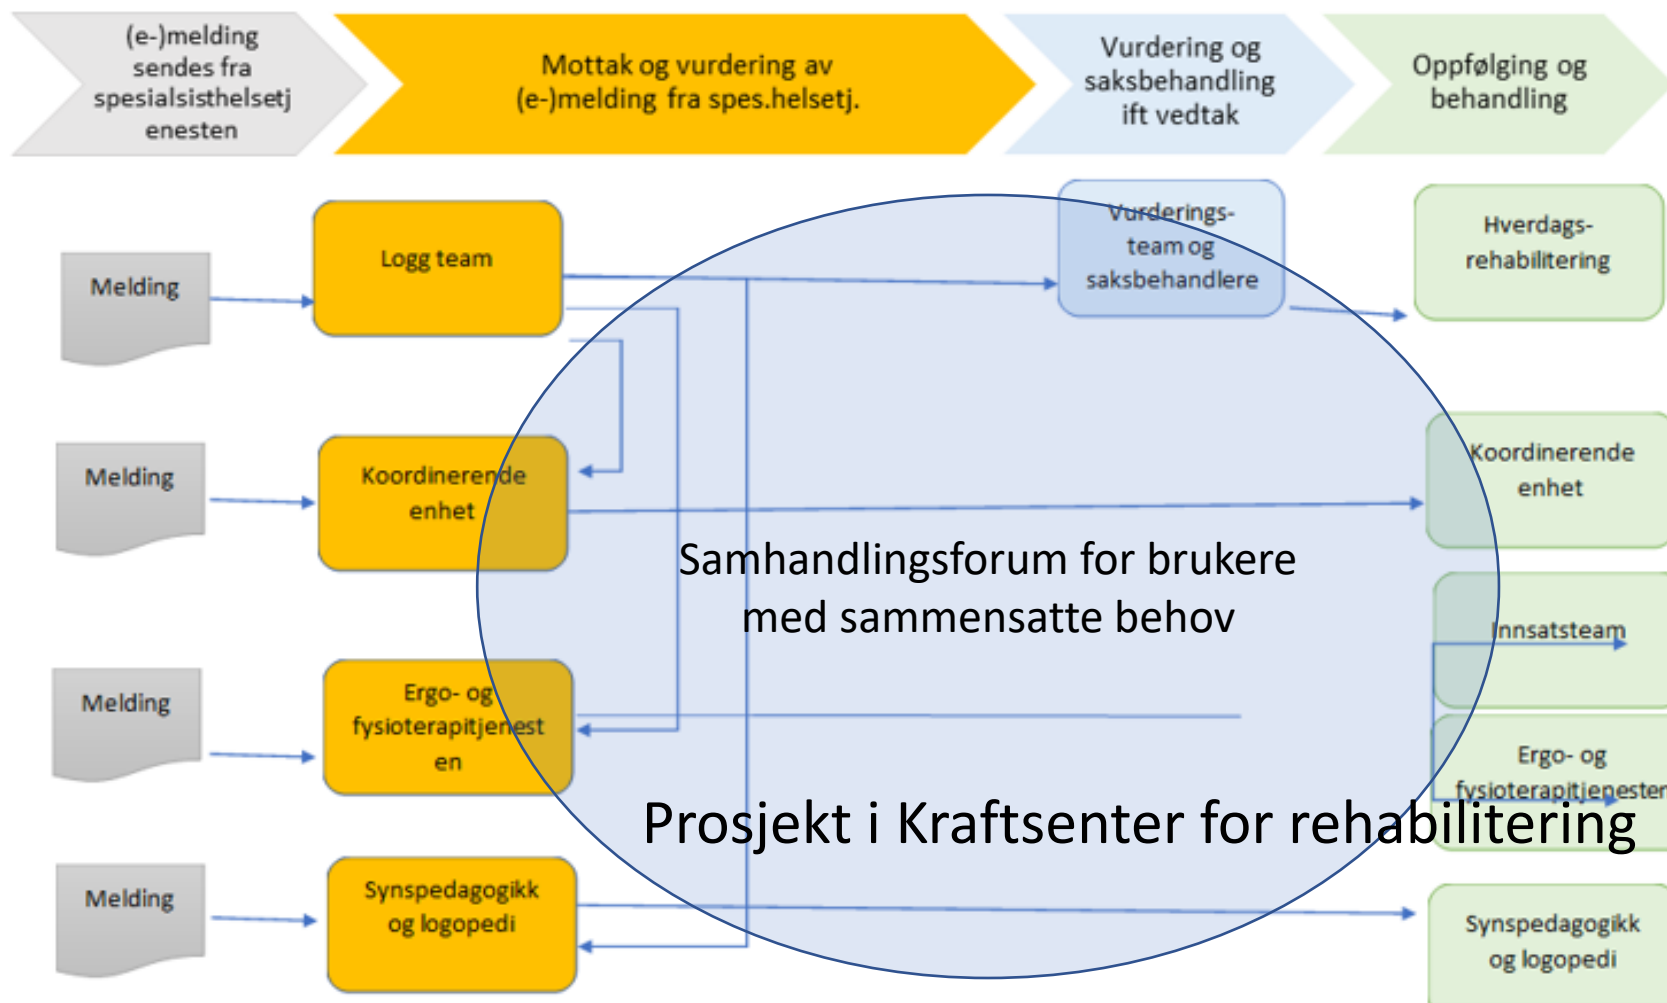 (e-)melding
sendes fra
spesialsisthelsetj
enesten
Mottak og vurdering av
(e-)melding fra spes.helsetj.
Vurdering og
saksbehandling
ift vedtak
Oppfølging og
behandling
Melding
Logg team
Vurderings-
team og
saksbehandlere
Hverdags-
rehabilitering
Melding
Koordinerende
enhet
Koordinerende
enhet
Samhandlingsforum for brukere
med sammensatte behov
Innsatsteam
Melding
Ergo- og
fysioterapitjenest
en
Ergo- og
fysioterapitjenesten
Prosjekt i Kraftsenter for rehabilitering
Melding
Synspedagogikk
og logopedi
Synspedagogikk
og logopedi